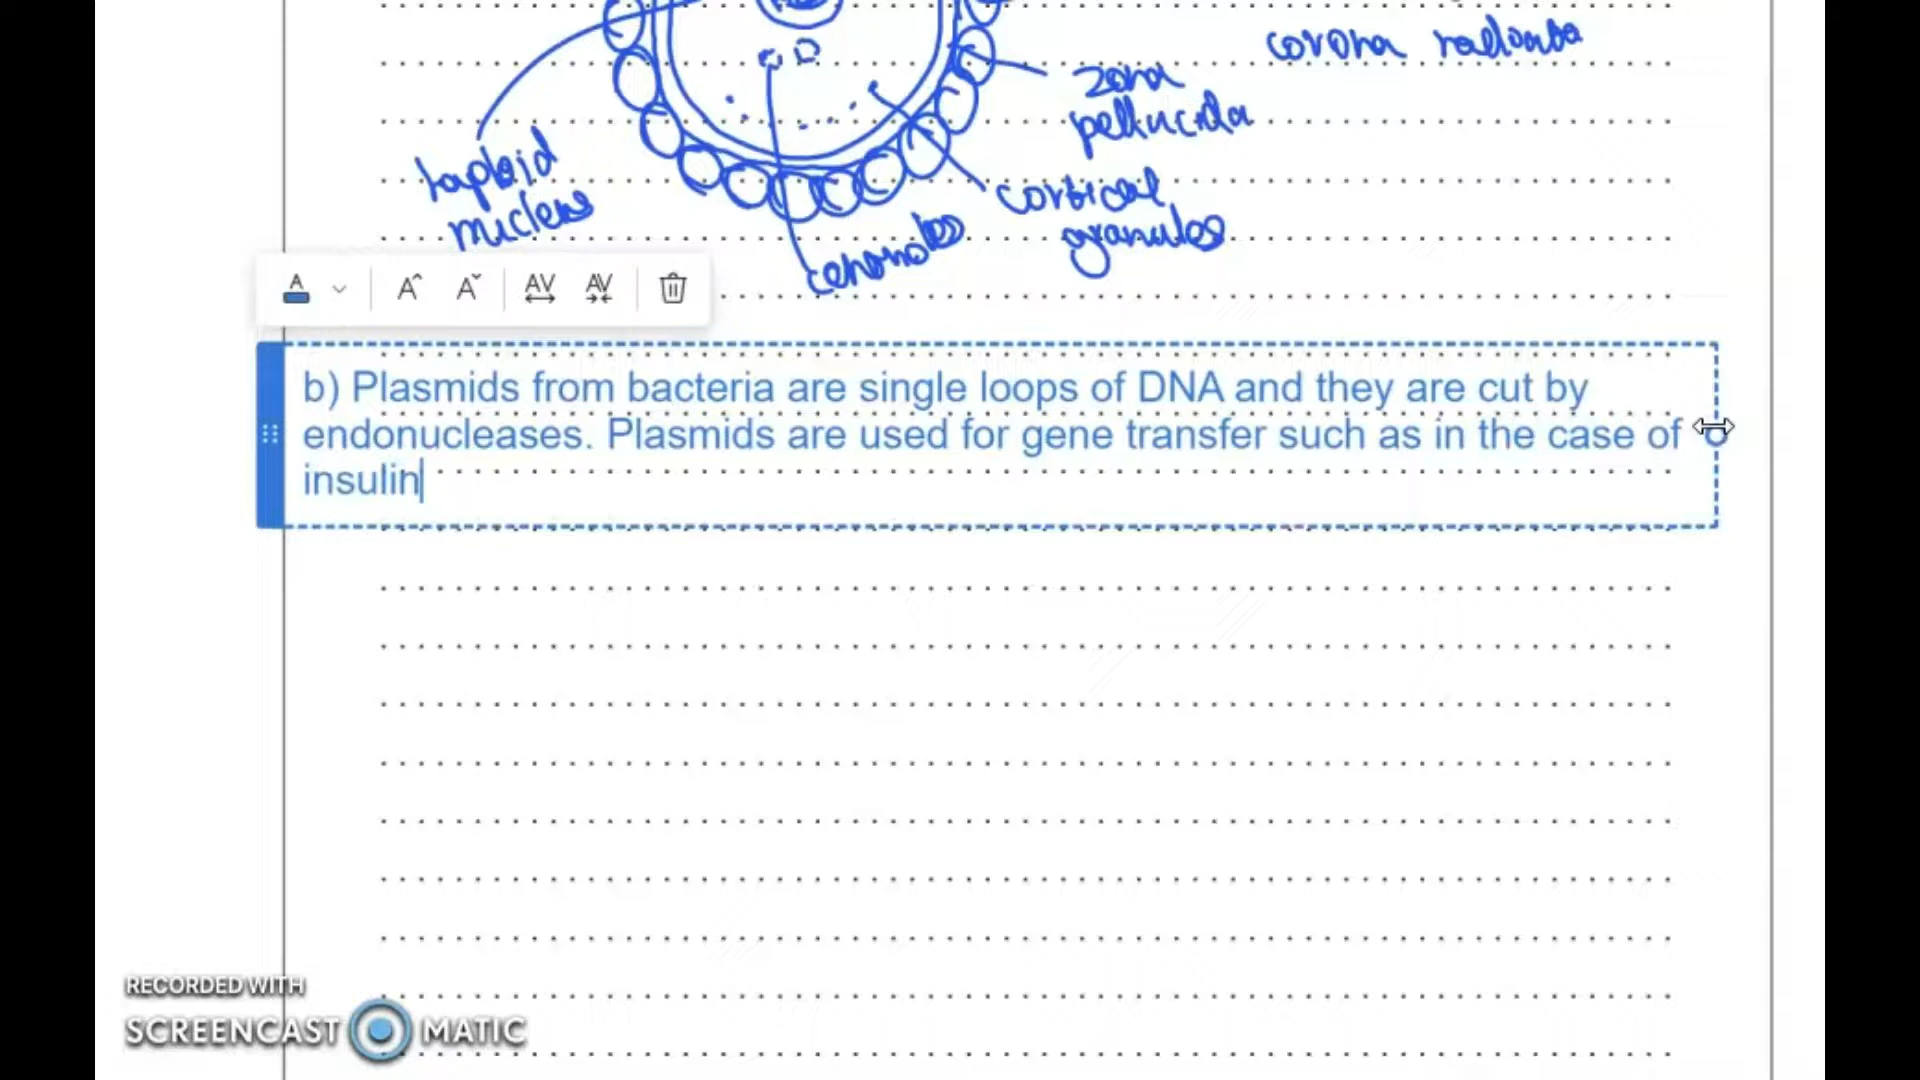 corona radiata
zona
pellucida
haploid
nucleus
cortical
granules
b) Plasmids from bacteria are single loops of DNA and they are cut by
endonucleases. Plasmids are used for gene transfer such as in the case of
insulin
RECORDED WITH
SCREENCAST MATIC